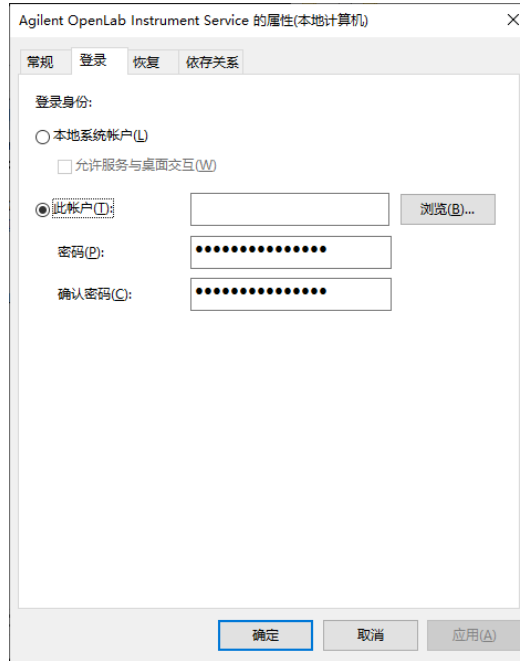 Agilent OpenLab Instrument Service 的属性(本地计算机)
常规 登录 恢复 依存关系
登录身份:
本地系统帐户(L)
允许服务与桌面交互(W)
此帐户(T): 浏览(B)...
密码(P): ●●●●●●●●●●●●●●●
确认密码(C): ●●●●●●●●●●●●●●●
确定 取消 应用(A)